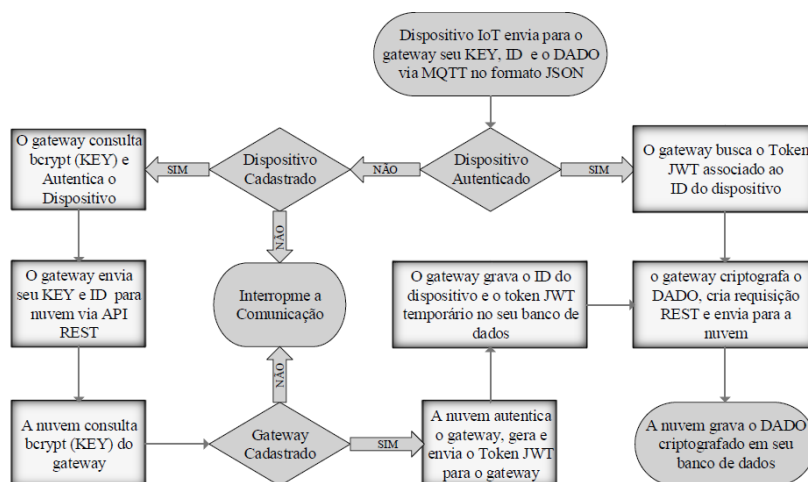 Dispositivo IoT envia para o
gateway seu KEY, ID e o DADO
via MQTT no formato JSON
Dispositivo
Autenticado
SIM
O gateway busca o Token
JWT associado ao
ID do dispositivo
NÃO
Dispositivo
Cadastrado
SIM
O gateway consulta
bcrypt (KEY) e
Autentica o
Dispositivo
NÃO
Interropme a
Comunicação
O gateway envia
seu KEY e ID para
nuvem via API
REST
A nuvem consulta
bcrypt (KEY) do
gateway
Gateway
Cadastrado
NÃO
SIM
A nuvem autentica
o gateway, gera e
envia o Token JWT
para o gateway
O gateway grava o ID do
dispositivo e o token JWT
temporário no seu banco de
dados
o gateway criptografa o
DADO, cria requisição
REST e envia para a
nuvem
A nuvem grava o DADO
criptografado em seu
banco de dados